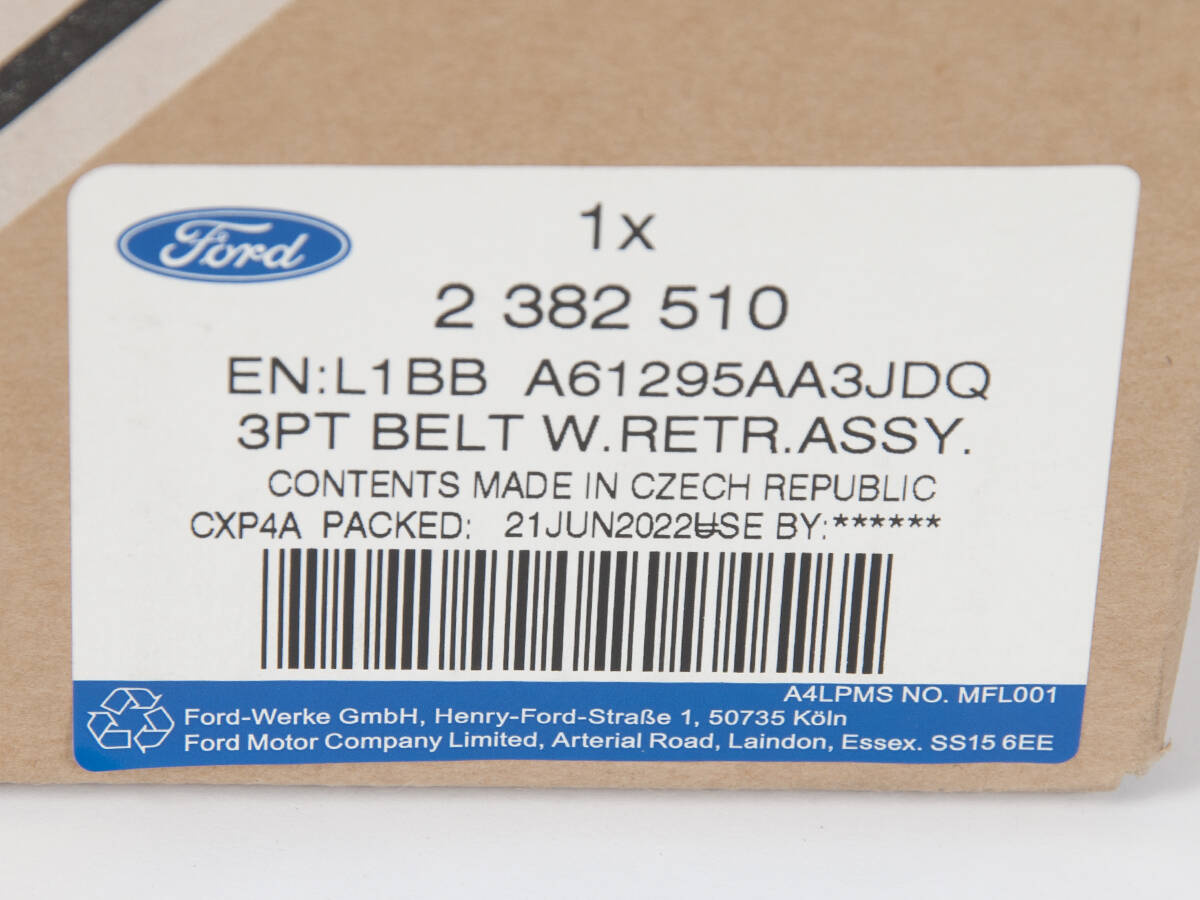 Ford
1x
2 382 510
EN:L1BB A61295AA3JDQ
3PT BELT W.RETR.ASSY.
CONTENTS MADE IN CZECH REPUBLIC
CXP4A PACKED: 21JUN2022USE BY:******
A4LPMS NO. MFL001
Ford-Werke GmbH, Henry-Ford-Straße 1, 50735 Köln
Ford Motor Company Limited, Arterial Road, Laindon, Essex. SS15 6EE